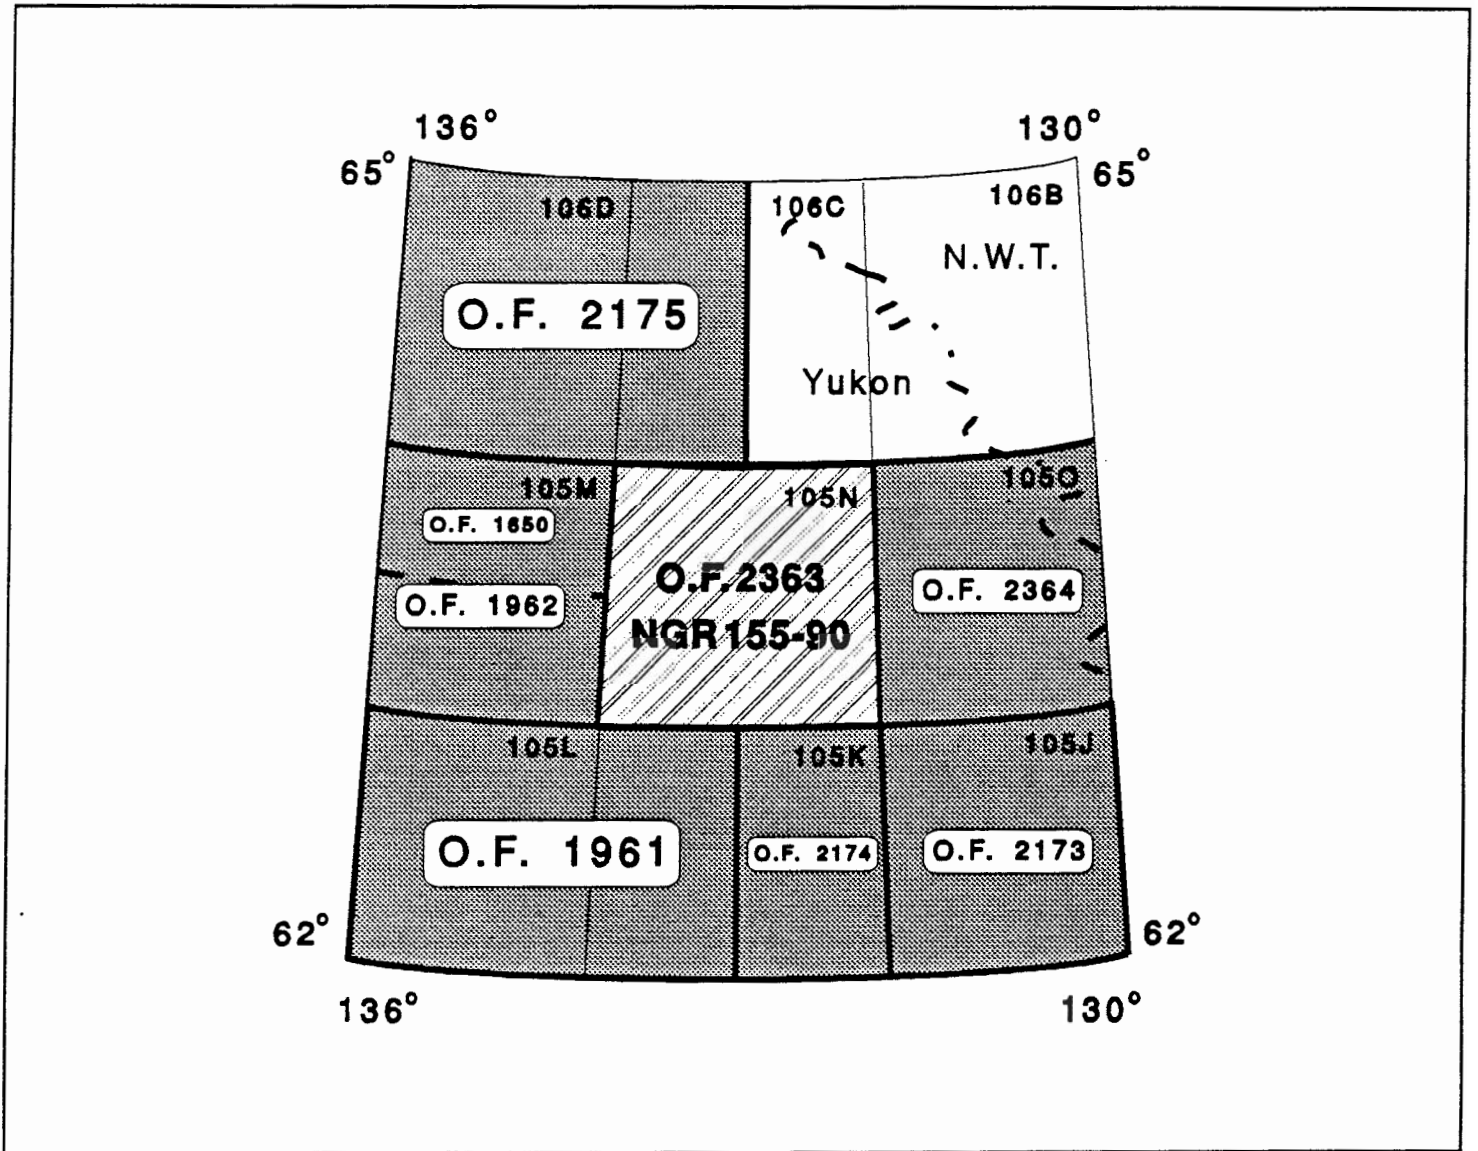 136° 130°
65° 65°
106D 106C 106B
N.W.T.
O.F. 2175
Yukon
105M 105N 105O
O.F. 1650
O.F. 2363
O.F. 1962 O.F. 2364
NGR 155-90
105L 105K 105J
O.F. 1961 O.F. 2174 O.F. 2173
62° 62°
136° 130°